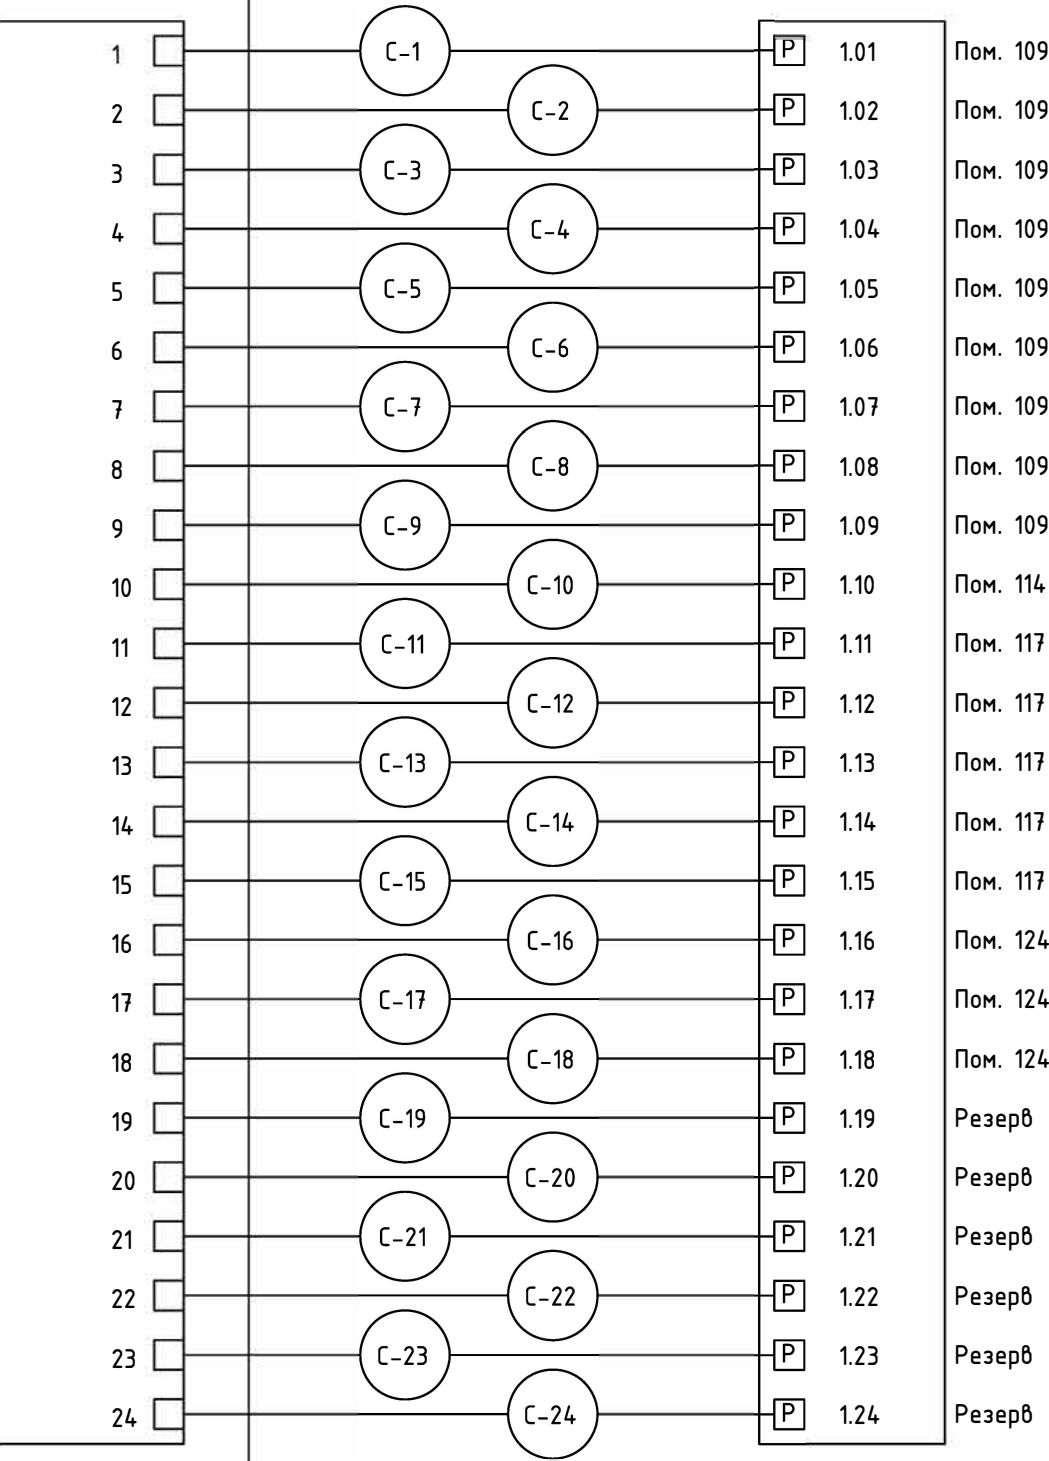 1 С-1 Р 1.01 Пом. 109
2 С-2 Р 1.02 Пом. 109
3 С-3 Р 1.03 Пом. 109
4 С-4 Р 1.04 Пом. 109
5 С-5 Р 1.05 Пом. 109
6 С-6 Р 1.06 Пом. 109
7 С-7 Р 1.07 Пом. 109
8 С-8 Р 1.08 Пом. 109
9 С-9 Р 1.09 Пом. 109
10 С-10 Р 1.10 Пом. 114
11 С-11 Р 1.11 Пом. 117
12 С-12 Р 1.12 Пом. 117
13 С-13 Р 1.13 Пом. 117
14 С-14 Р 1.14 Пом. 117
15 С-15 Р 1.15 Пом. 117
16 С-16 Р 1.16 Пом. 124
17 С-17 Р 1.17 Пом. 124
18 С-18 Р 1.18 Пом. 124
19 С-19 Р 1.19 Резерв
20 С-20 Р 1.20 Резерв
21 С-21 Р 1.21 Резерв
22 С-22 Р 1.22 Резерв
23 С-23 Р 1.23 Резерв
24 С-24 Р 1.24 Резерв